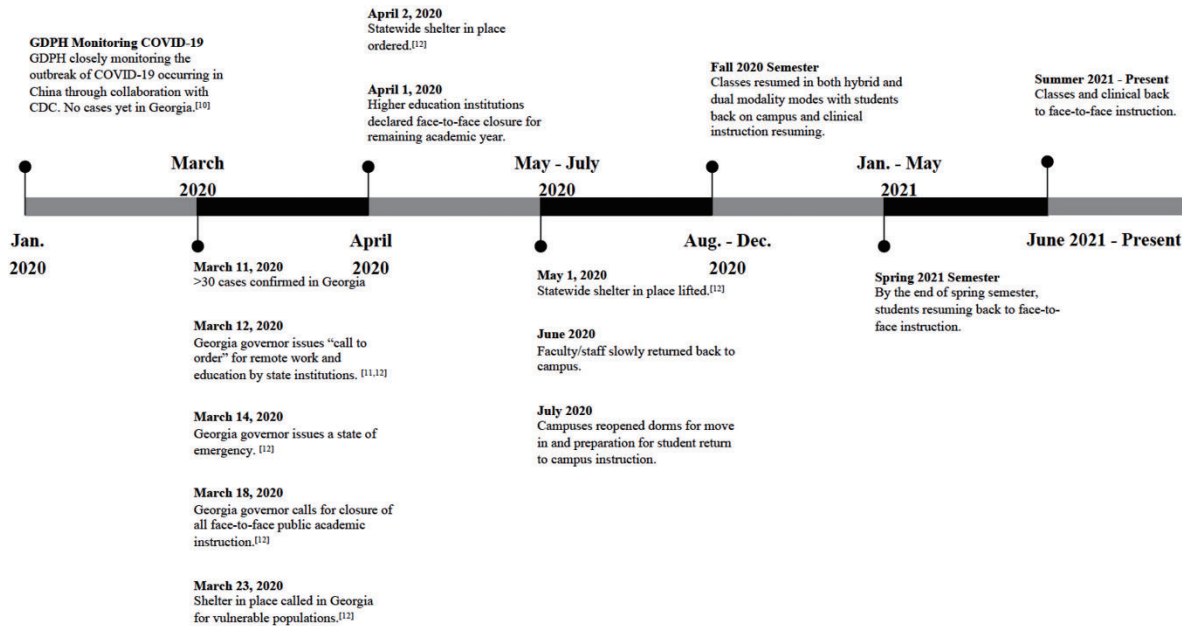 GDPH Monitoring COVID-19
GDPH closely monitoring the
outbreak of COVID-19 occurring in
China through collaboration with
CDC. No cases yet in Georgia.[10]
April 2, 2020
Statewide shelter in place
ordered.[12]
April 1, 2020
Higher education institutions
declared face-to-face closure for
remaining academic year.
Fall 2020 Semester
Classes resumed in both hybrid and
dual modality modes with students
back on campus and clinical
instruction resuming.
Summer 2021 - Present
Classes and clinical back
to face-to-face instruction.
March
2020
May - July
2020
Jan. - May
2021
Jan.
2020
April
2020
Aug. - Dec.
2020
June 2021 - Present
March 11, 2020
>30 cases confirmed in Georgia
March 12, 2020
Georgia governor issues “call to
order” for remote work and
education by state institutions. [11,12]
March 14, 2020
Georgia governor issues a state of
emergency. [12]
March 18, 2020
Georgia governor calls for closure of
all face-to-face public academic
instruction.[12]
March 23, 2020
Shelter in place called in Georgia
for vulnerable populations.[12]
May 1, 2020
Statewide shelter in place lifted.[12]
June 2020
Faculty/staff slowly returned back to
campus.
July 2020
Campuses reopened dorms for move
in and preparation for student return
to campus instruction.
Spring 2021 Semester
By the end of spring semester,
students resuming back to face-to-
face instruction.